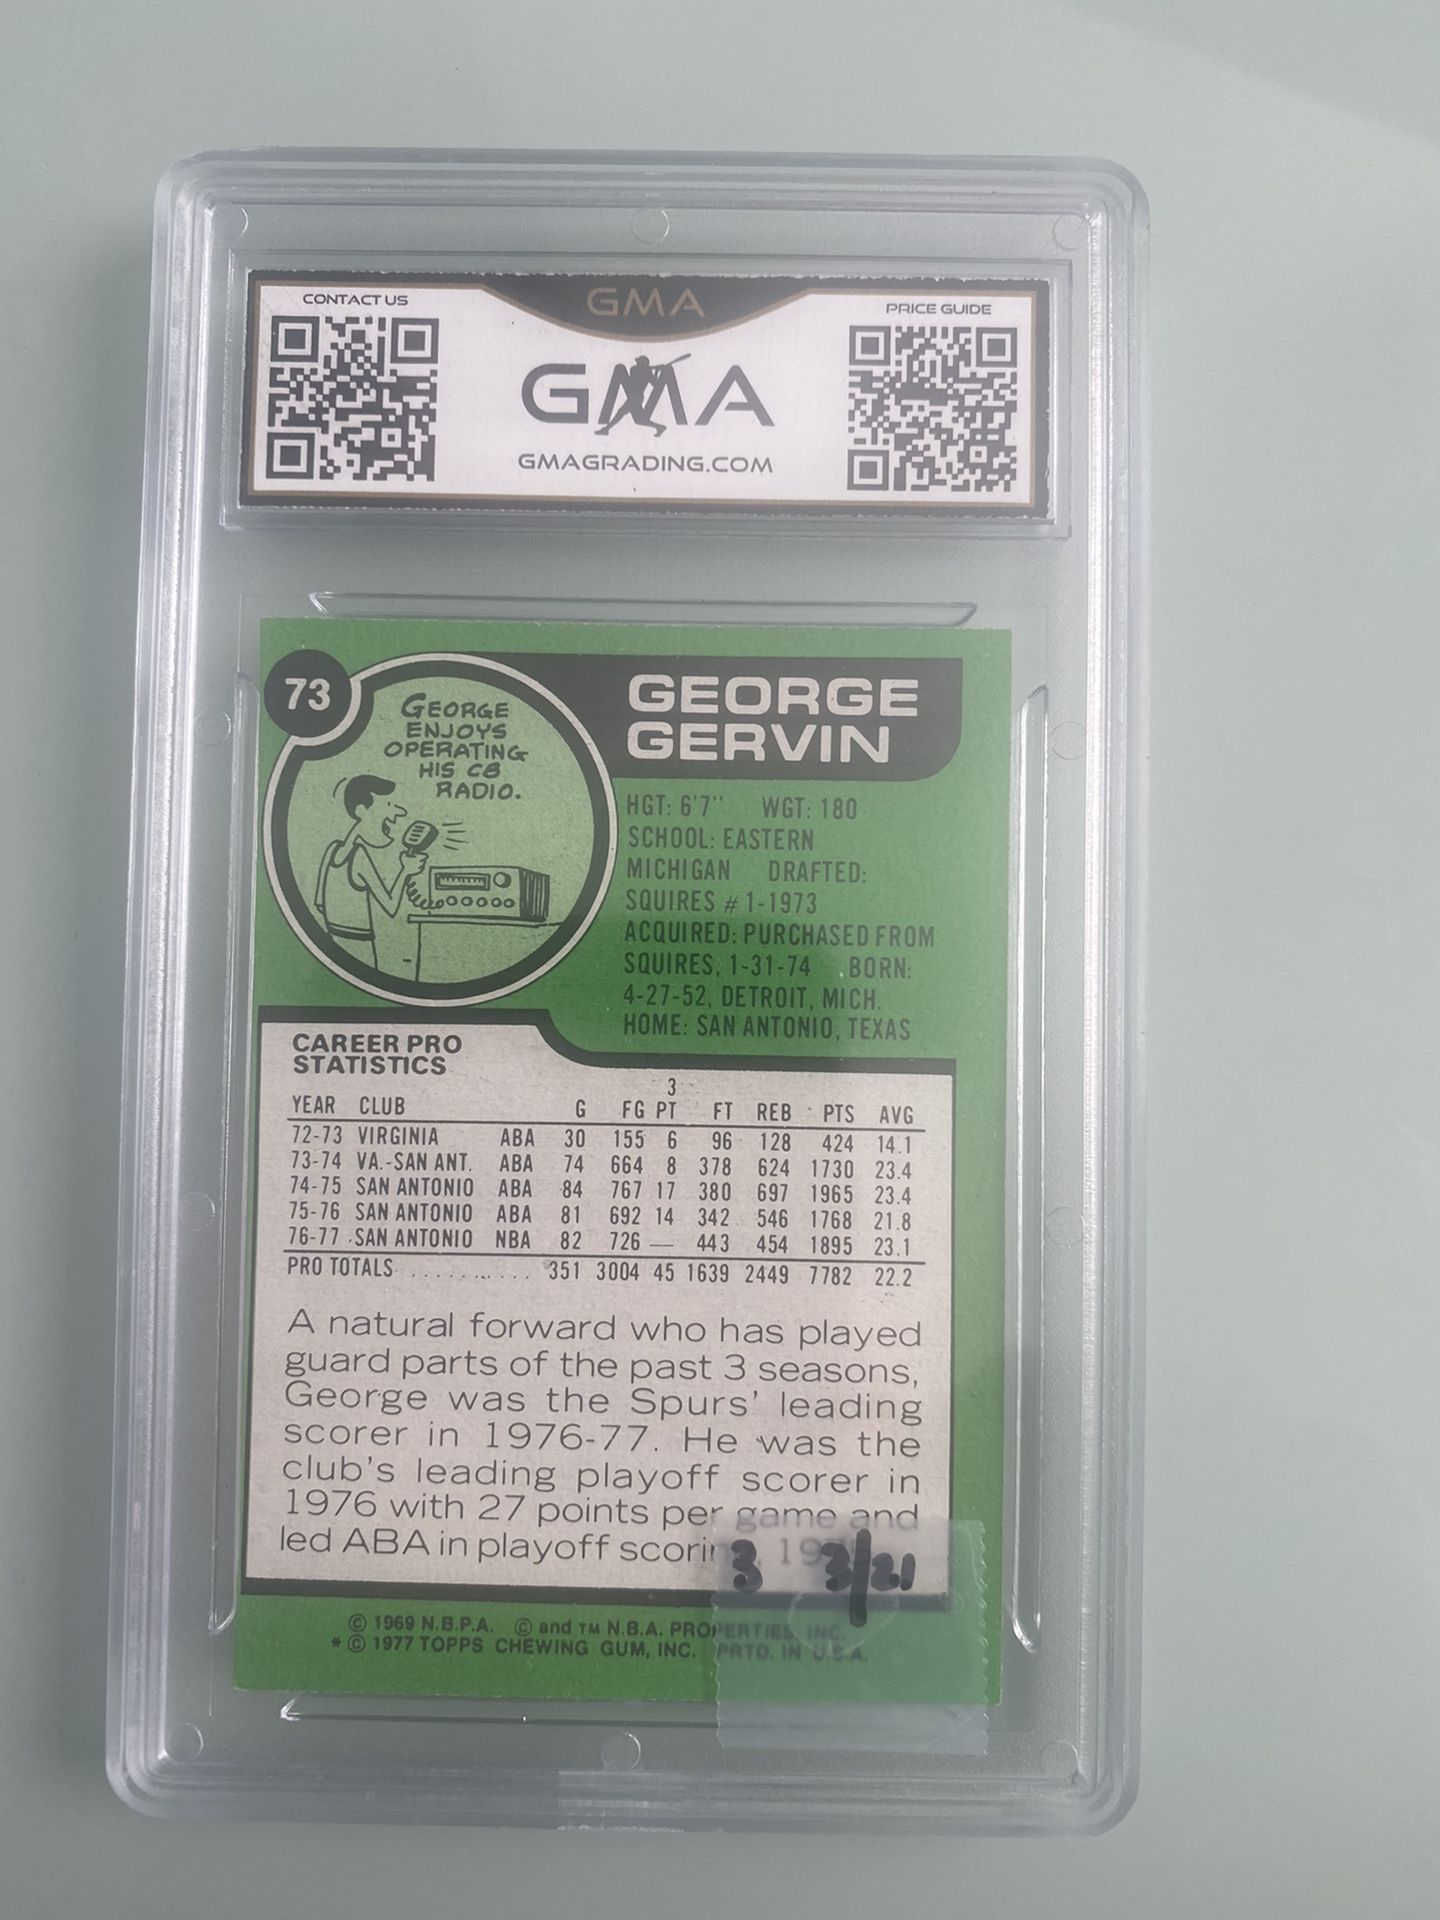 CONTACT US
GMA
PRICE GUIDE
GMA
GMAGRADING.COM
73
GEORGE
ENJOYS
OPERATING
HIS CB
RADIO.
GEORGE
GERVIN
HGT: 6'7" WGT: 180
SCHOOL: EASTERN
MICHIGAN DRAFTED:
SQUIRES #1-1973
ACQUIRED: PURCHASED FROM
SQUIRES, 1-31-74 BORN:
4-27-52, DETROIT, MICH.
HOME: SAN ANTONIO, TEXAS
CAREER PRO
STATISTICS
3
YEAR CLUB G FG PT FT REB PTS AVG
72-73 VIRGINIA ABA 30 155 6 96 128 424 14.1
73-74 VA.-SAN ANT. ABA 74 664 8 378 624 1730 23.4
74-75 SAN ANTONIO ABA 84 767 17 380 697 1965 23.4
75-76 SAN ANTONIO ABA 81 692 14 342 546 1768 21.8
76-77 SAN ANTONIO NBA 82 726 — 443 454 1895 23.1
PRO TOTALS ............ 351 3004 45 1639 2449 7782 22.2
A natural forward who has played
guard parts of the past 3 seasons,
George was the Spurs' leading
scorer in 1976-77. He was the
club's leading playoff scorer in
1976 with 27 points per game and
led ABA in playoff
3 3/21
© 1969 N.B.P.A. © and TM N.B.A. PROPERTIES, INC.
* © 1977 TOPPS CHEWING GUM, INC. PRTD. IN U.S.A.